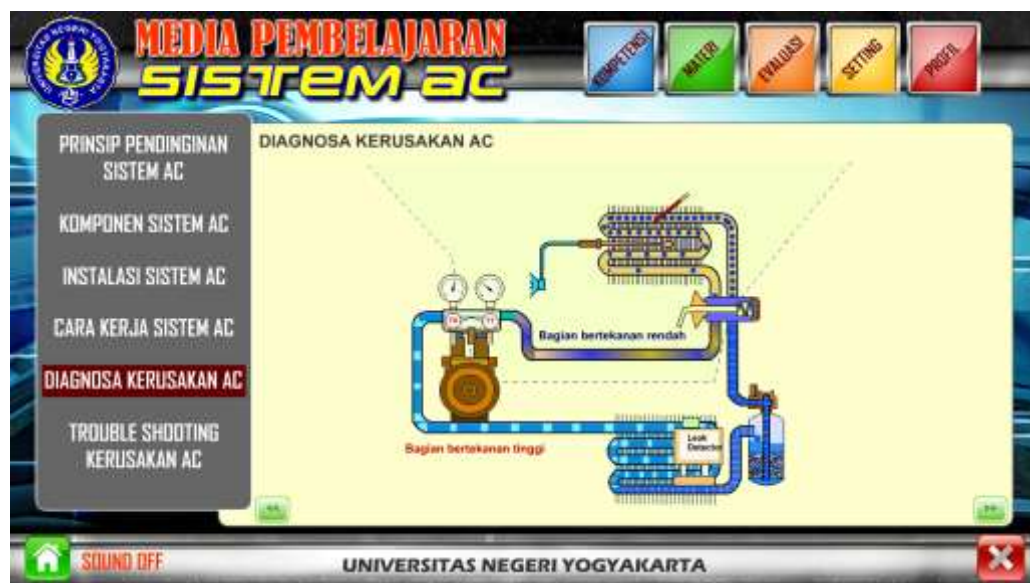 MEDIA PEMBELAJARAN
SISTEM AC
KOMPETENSI
MATERI
EVALUASI
SETTING
PROFIL
PRINSIP PENDINGINAN
SISTEM AC
KOMPONEN SISTEM AC
INSTALASI SISTEM AC
CARA KERJA SISTEM AC
DIAGNOSA KERUSAKAN AC
TROUBLE SHOOTING
KERUSAKAN AC
DIAGNOSA KERUSAKAN AC
Bagian bertekanan rendah
Bagian bertekanan tinggi
Leak
Detector
<<
>>
SOUND OFF
UNIVERSITAS NEGERI YOGYAKARTA